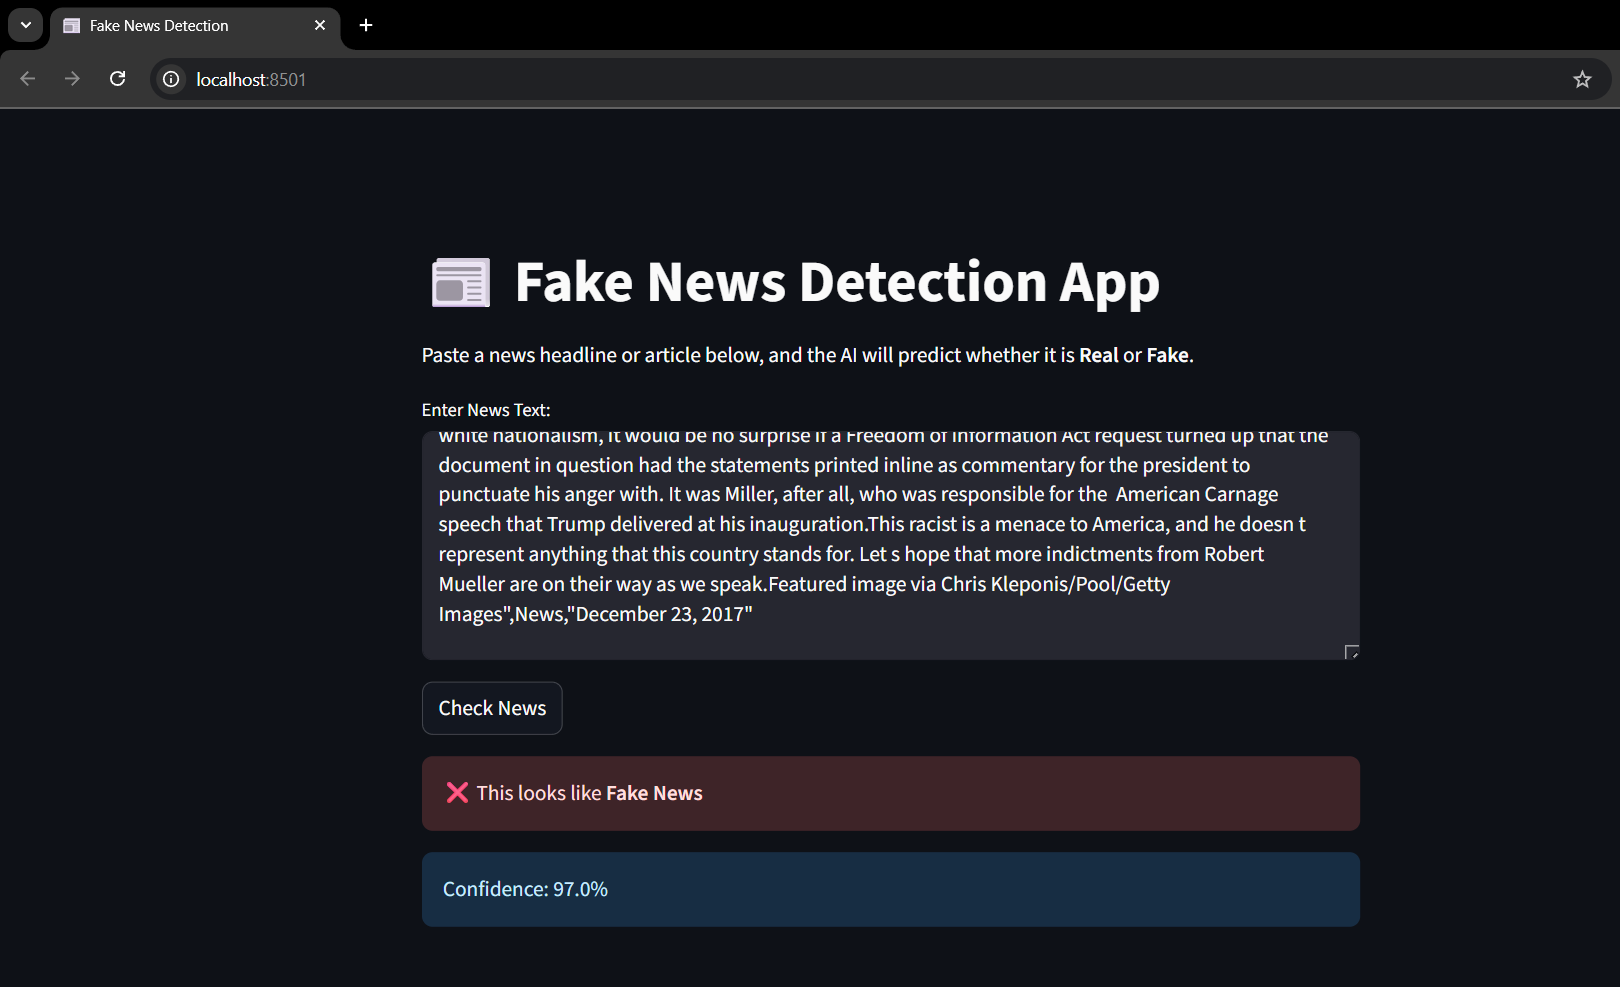 Fake News Detection
localhost:8501
Fake News Detection App
Paste a news headline or article below, and the AI will predict whether it is Real or Fake.
Enter News Text:
white nationalism, it would be no surprise if a Freedom of Information Act request turned up that the
document in question had the statements printed inline as commentary for the president to
punctuate his anger with. It was Miller, after all, who was responsible for the  American Carnage
speech that Trump delivered at his inauguration.This racist is a menace to America, and he doesn t
represent anything that this country stands for. Let s hope that more indictments from Robert
Mueller are on their way as we speak.Featured image via Chris Kleponis/Pool/Getty
Images",News,"December 23, 2017"
Check News
❌ This looks like Fake News
Confidence: 97.0%